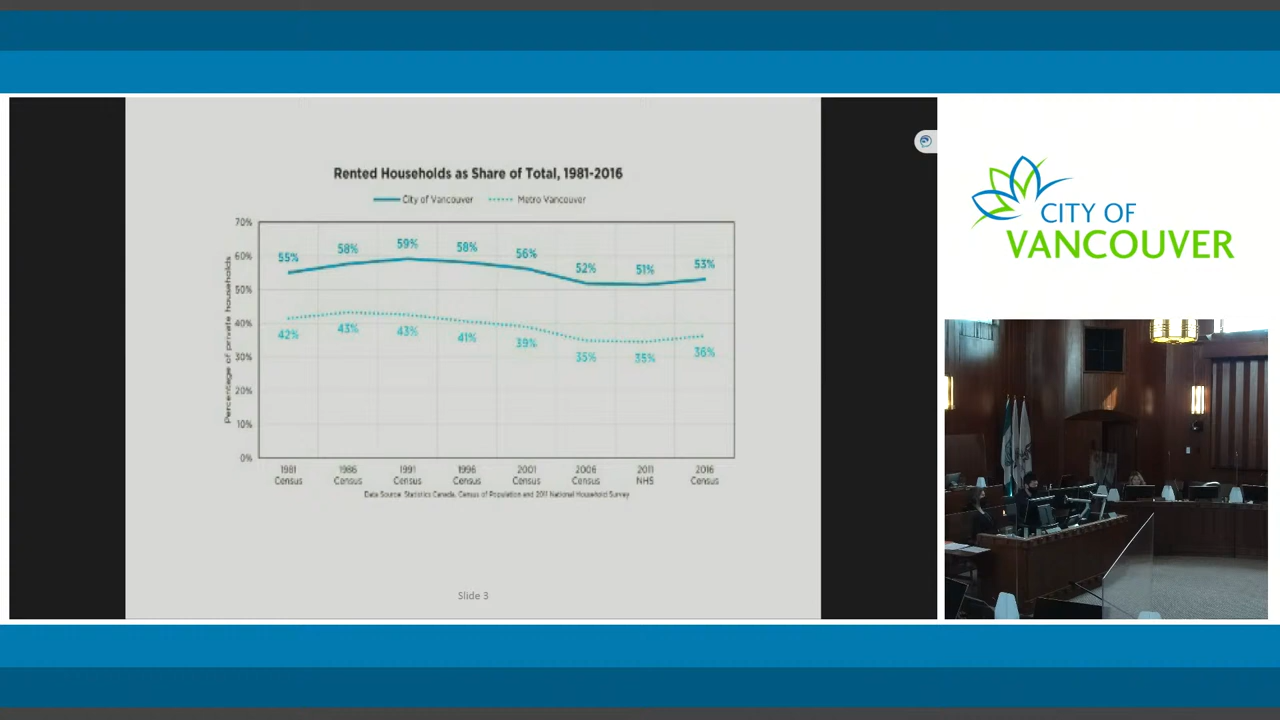 Rented Households as Share of Total, 1981-2016
City of Vancouver
Metro Vancouver
Percentage of private households
70%
60%
50%
40%
30%
20%
10%
0%
55%
58%
59%
58%
56%
52%
51%
53%
42%
43%
43%
41%
39%
35%
35%
36%
1981 Census
1986 Census
1991 Census
1996 Census
2001 Census
2006 Census
2011 NHS
2016 Census
Data Source: Statistics Canada, Census of Population and 2011 National Household Survey
Slide 3
CITY OF
VANCOUVER